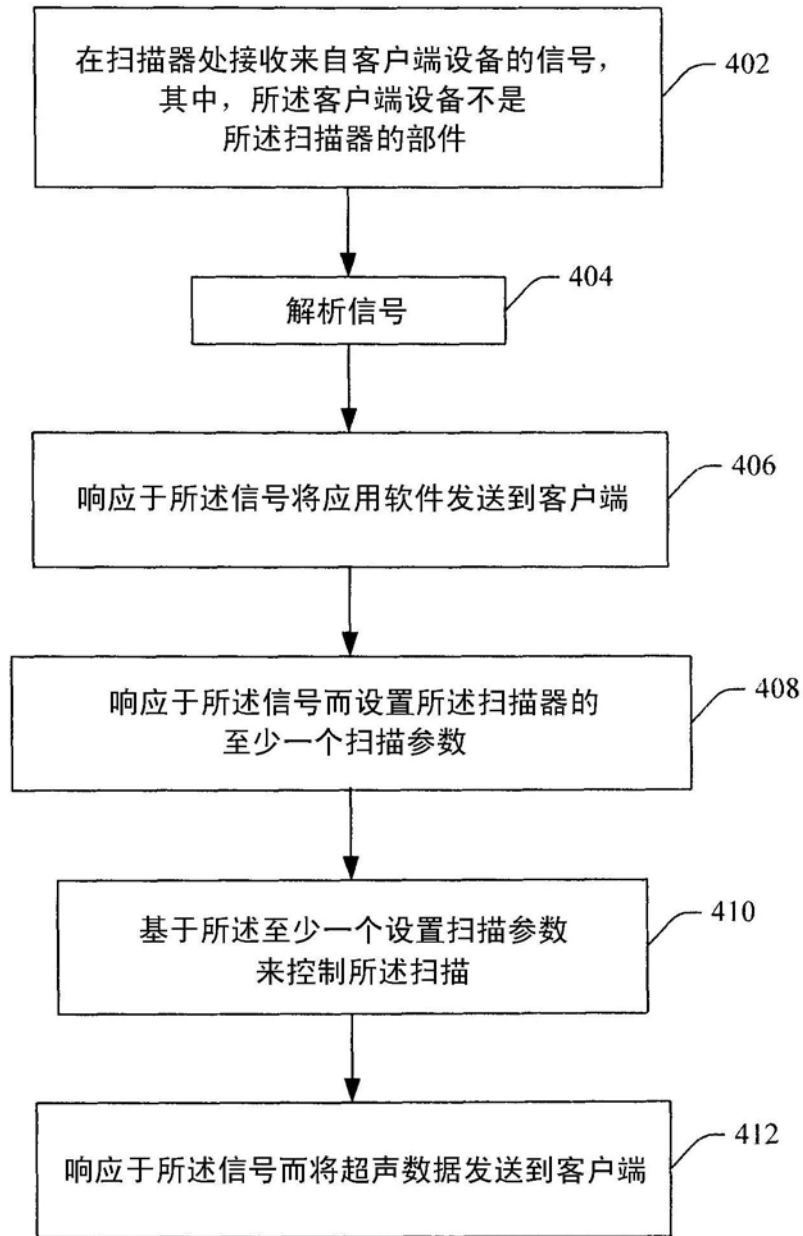 在扫描器处接收来自客户端设备的信号，
其中，所述客户端设备不是
所述扫描器的部件
402
解析信号
404
响应于所述信号将应用软件发送到客户端
406
响应于所述信号而设置所述扫描器的
至少一个扫描参数
408
基于所述至少一个设置扫描参数
来控制所述扫描
410
响应于所述信号而将超声数据发送到客户端
412